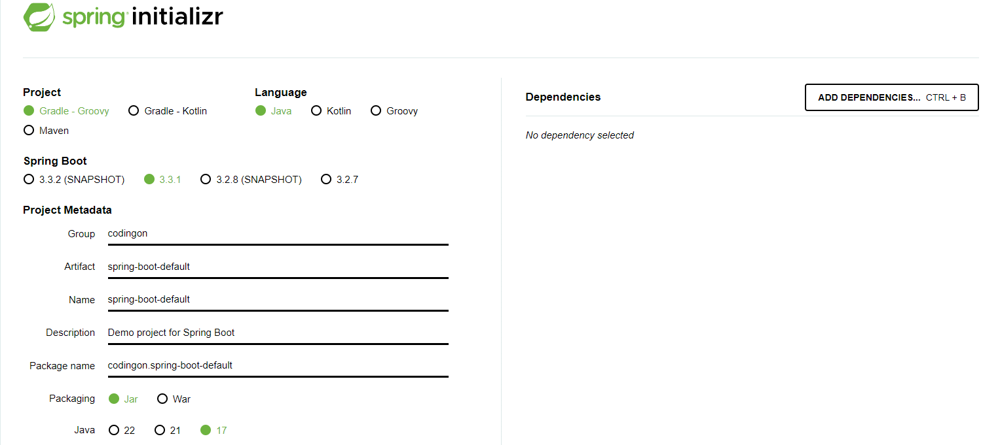 spring initializr
Project
Gradle - Groovy Gradle - Kotlin
Maven
Language
Java Kotlin Groovy
Spring Boot
3.3.2 (SNAPSHOT) 3.3.1 3.2.8 (SNAPSHOT) 3.2.7
Project Metadata
Group codingon
Artifact spring-boot-default
Name spring-boot-default
Description Demo project for Spring Boot
Package name codingon.spring-boot-default
Packaging Jar War
Java 22 21 17
Dependencies
ADD DEPENDENCIES... CTRL + B
No dependency selected